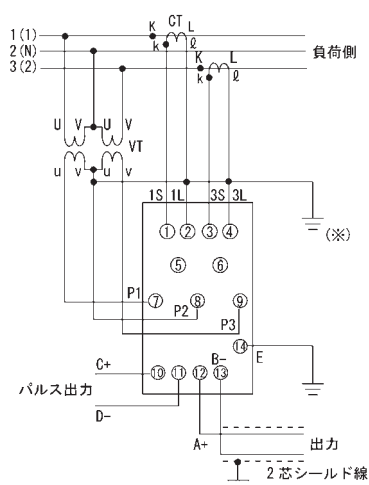 1(1) K CT L
2(N) k ℓ 負荷側
3(2) K L
k ℓ
U V U V
VT
u v u v
1S 1L 3S 3L
① ② ③ ④ (※)
⑤ ⑥
P1 ⑦ ⑧ ⑨
P2 P3
⑭ E
C+ B-
⑩ ⑪ ⑫ ⑬
パルス出力
D- A+ 出力
2芯シールド線